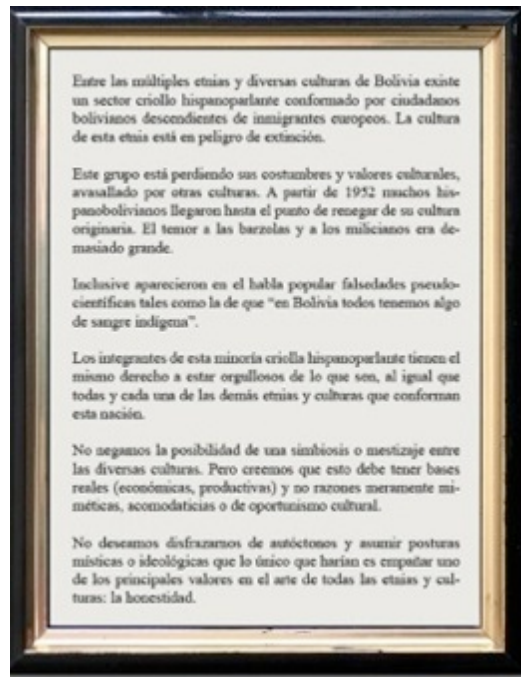 Entre las múltiples etnias y diversas culturas de Bolivia existe
un sector criollo hispanoparlante conformado por ciudadanos
bolivianos descendientes de inmigrantes europeos. La cultura
de esta etnia está en peligro de extinción.
Este grupo está perdiendo sus costumbres y valores culturales,
avasallado por otras culturas. A partir de 1952 muchos his-
panobolivianos llegaron hasta el punto de renegar de su cultura
originaria. El temor a las barzolas y a los milicianos era de-
masiado grande.
Inclusive aparecieron en el habla popular falsedades pseudo-
científicas tales como la de que “en Bolivia todos tenemos algo
de sangre indígena”.
Los integrantes de esta minoría criolla hispanoparlante tienen el
mismo derecho a estar orgullosos de lo que son, al igual que
todas y cada una de las demás etnias y culturas que conforman
esta nación.
No negamos la posibilidad de una simbiosis o mestizaje entre
las diversas culturas. Pero creemos que esto debe tener bases
reales (económicas, productivas) y no razones meramente mi-
méticas, acomodaticias o de oportunismo cultural.
No deseamos disfrazarnos de autóctonos y asumir posturas
místicas o ideológicas que lo único que harían es empañar uno
de los principales valores en el arte de todas las etnias y cul-
turas: la honestidad.